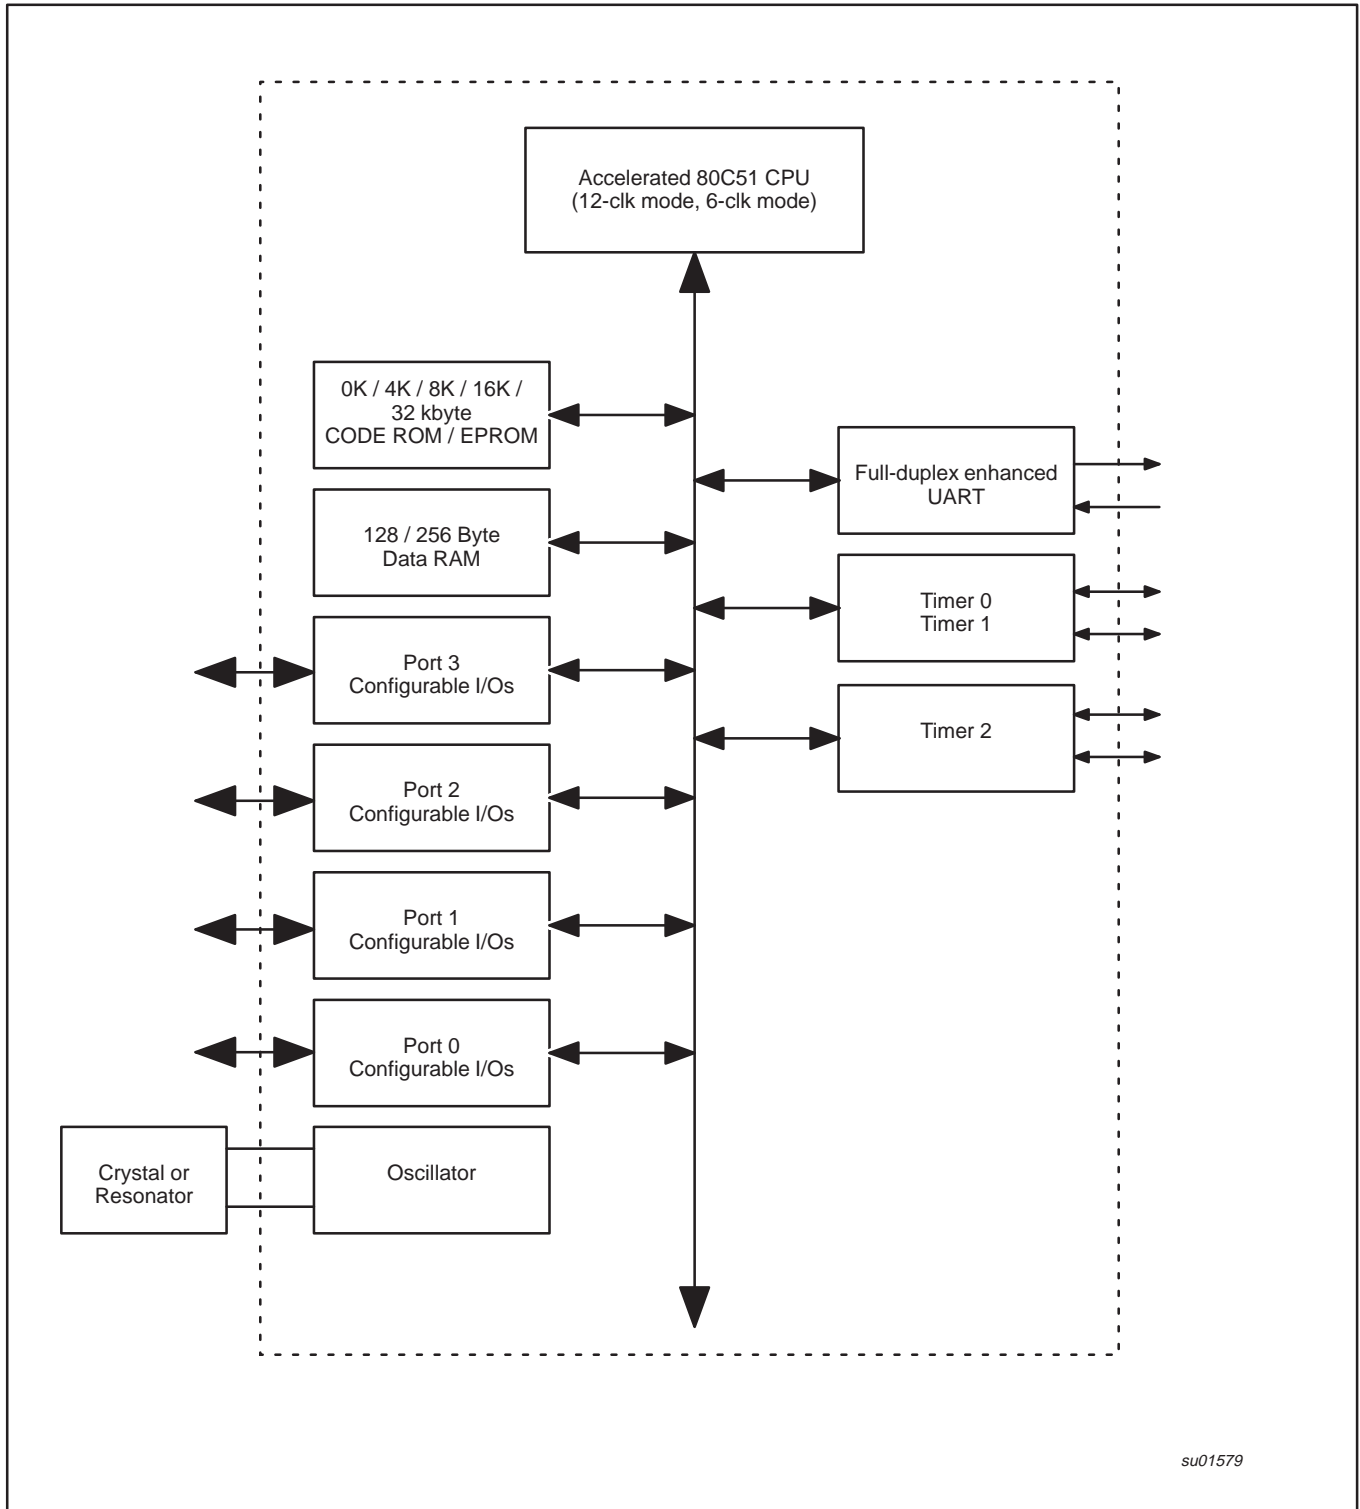 Accelerated 80C51 CPU
(12-clk mode, 6-clk mode)
0K / 4K / 8K / 16K /
32 kbyte
CODE ROM / EPROM
Full-duplex enhanced
UART
128 / 256 Byte
Data RAM
Timer 0
Timer 1
Port 3
Configurable I/Os
Timer 2
Port 2
Configurable I/Os
Port 1
Configurable I/Os
Port 0
Configurable I/Os
Crystal or
Resonator
Oscillator
su01579